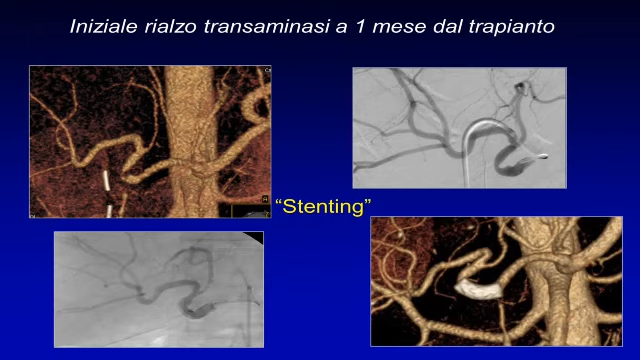 Iniziale rialzo transaminasi a 1 mese dal trapianto
“Stenting”